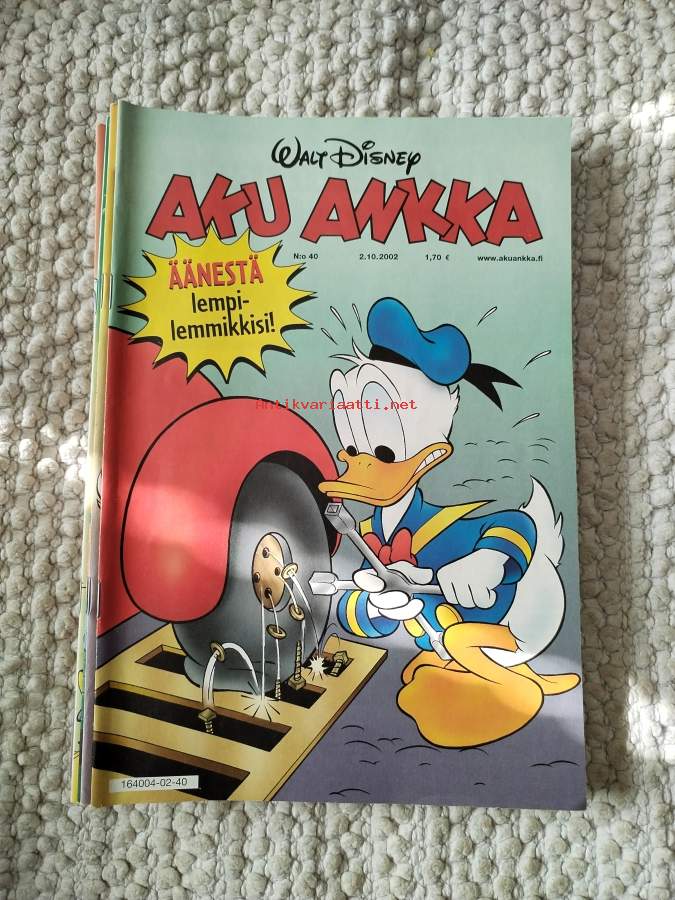 WALT DISNEY
AKU ANKKA
N:o 40 2.10.2002 1,70 € www.akuankka.fi
ÄÄNESTÄ
lempi-
lemmikkisi!
Antikvariaatti.net
164004-02-40